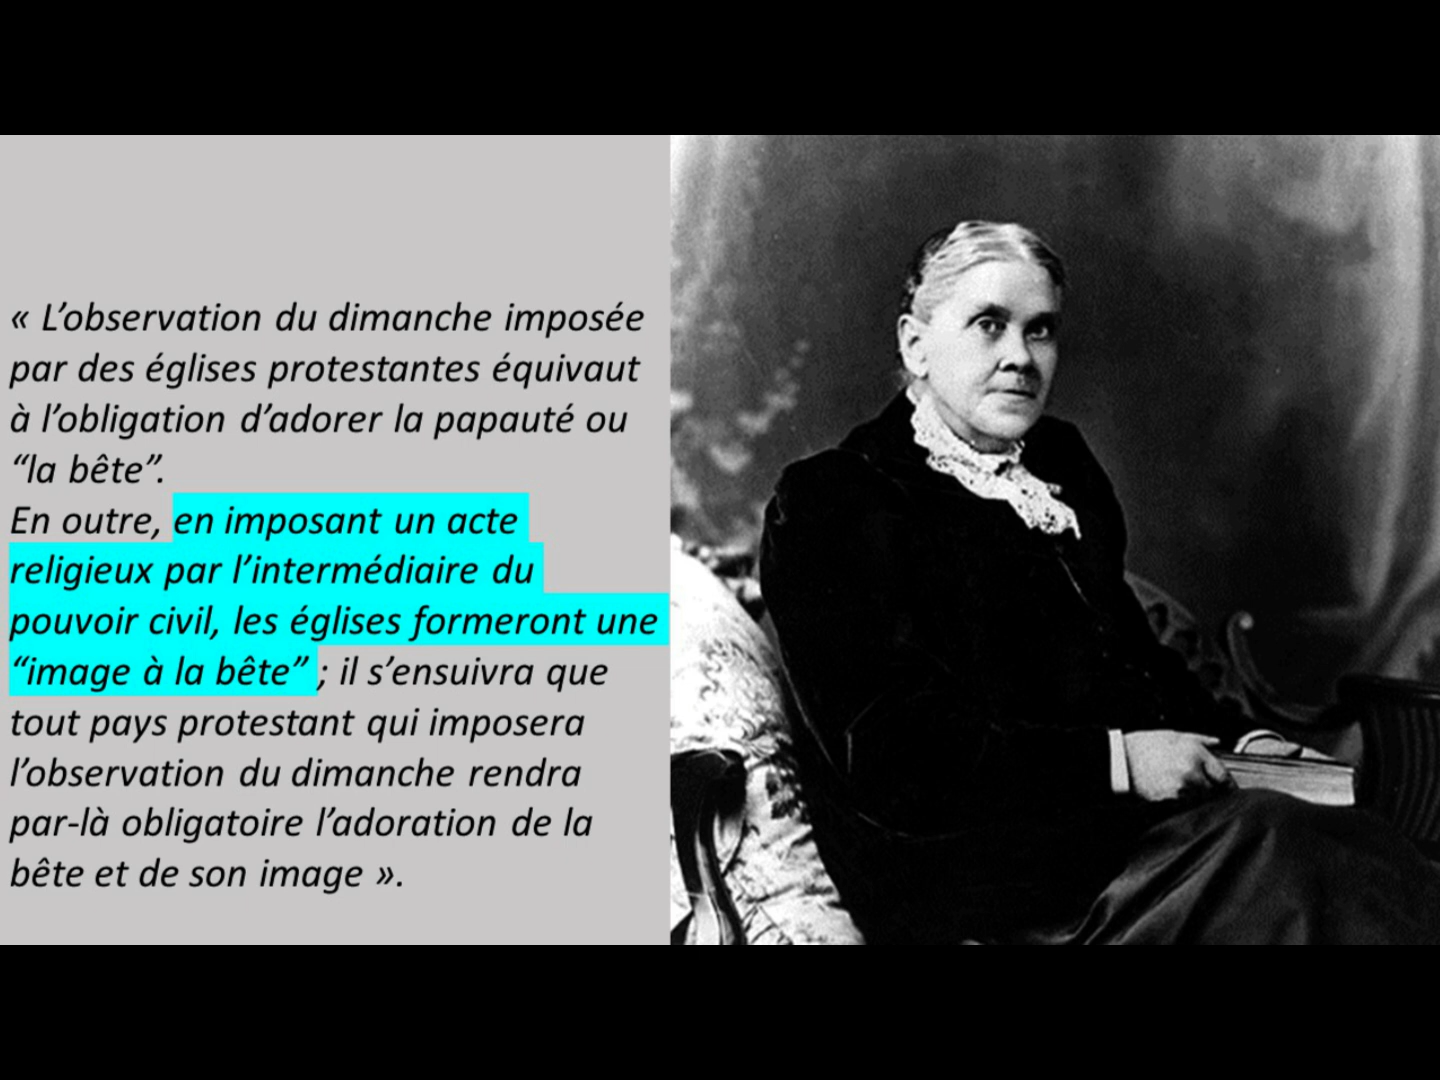 « L’observation du dimanche imposée
par des églises protestantes équivaut
à l’obligation d’adorer la papauté ou
“la bête”.
En outre, en imposant un acte
religieux par l’intermédiaire du
pouvoir civil, les églises formeront une
“image à la bête” ; il s’ensuivra que
tout pays protestant qui imposera
l’observation du dimanche rendra
par-là obligatoire l’adoration de la
bête et de son image ».